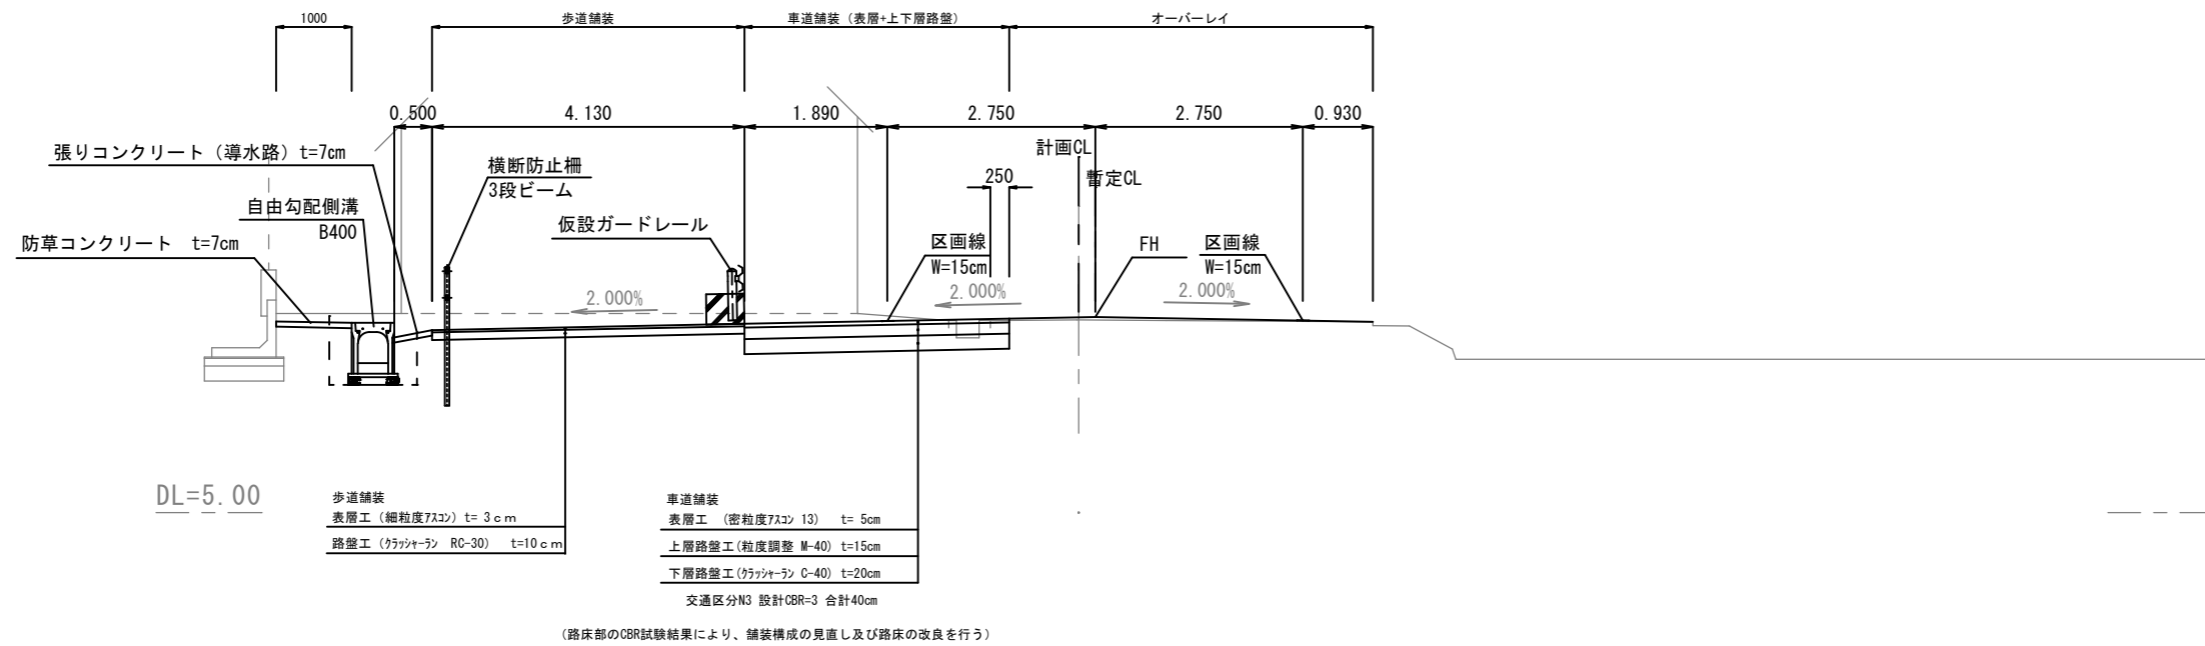 1000
歩道舗装
車道舗装（表層+上下層路盤）
オーバーレイ
0.500
4.130
1.890
2.750
2.750
0.930
張りコンクリート（導水路）t=7cm
自由勾配側溝
B400
防草コンクリート　t=7cm
横断防止柵
3段ビーム
仮設ガードレール
計画CL
暫定CL
250
区画線
W=15cm
FH
区画線
W=15cm
2.000%
2.000%
2.000%
DL=5.00
歩道舗装
表層工（細粒度ｱｽｺﾝ）t= 3ｃｍ
路盤工（ｸﾗｯｼｬｰﾗﾝ　RC-30)　t=10ｃｍ
車道舗装
表層工　(密粒度ｱｽｺﾝ 13)　t= 5cm
上層路盤工(粒度調整 M-40) t=15cm
下層路盤工(ｸﾗｯｼｬｰﾗﾝ C-40) t=20cm
交通区分N3 設計CBR=3 合計40cm
（路床部のCBR試験結果により、舗装構成の見直し及び路床の改良を行う）